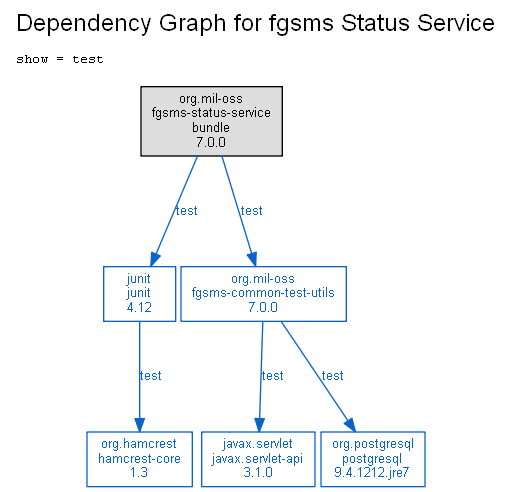 Dependency Graph for fgsms Status Service
show = test
org.mil-oss
fgsms-status-service
bundle
7.0.0
test
test
junit
junit
4.12
org.mil-oss
fgsms-common-test-utils
7.0.0
test
test
test
org.hamcrest
hamcrest-core
1.3
javax.servlet
javax.servlet-api
3.1.0
org.postgresql
postgresql
9.4.1212.jre7